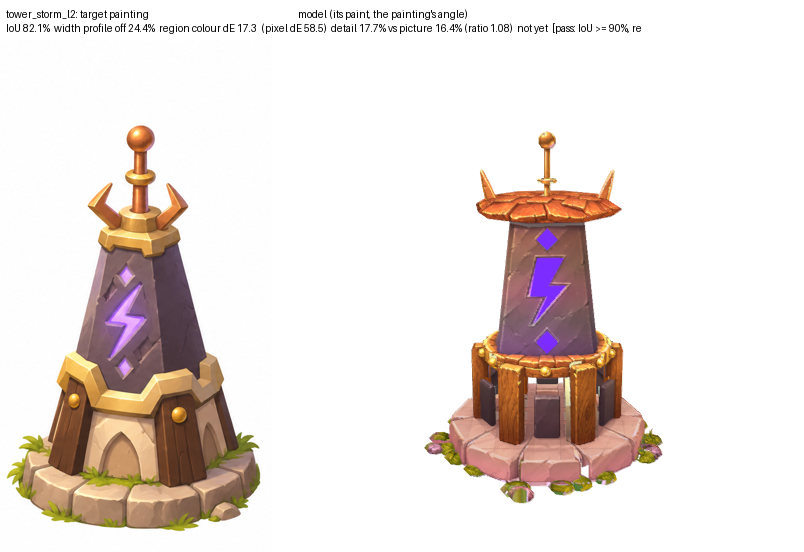 tower_storm_l2: target painting
model (its paint, the painting's angle)
IoU 82.1% width profile off 24.4% region colour dE 17.3 (pixel dE 58.5) detail 17.7% vs picture 16.4% (ratio 1.08) not yet [pass: IoU >= 90%, re